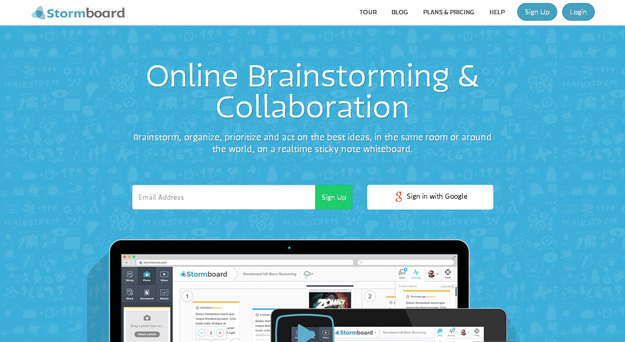 Stormboard
TOUR
BLOG
PLANS & PRICING
HELP
Sign Up
Login
Online Brainstorming &
Collaboration
Brainstorm, organize, prioritize and act on the best ideas, in the same room or around
the world, on a realtime sticky note whiteboard.
Email Address
Sign Up
Sign in with Google
Stormboard
1
2
Stormboard